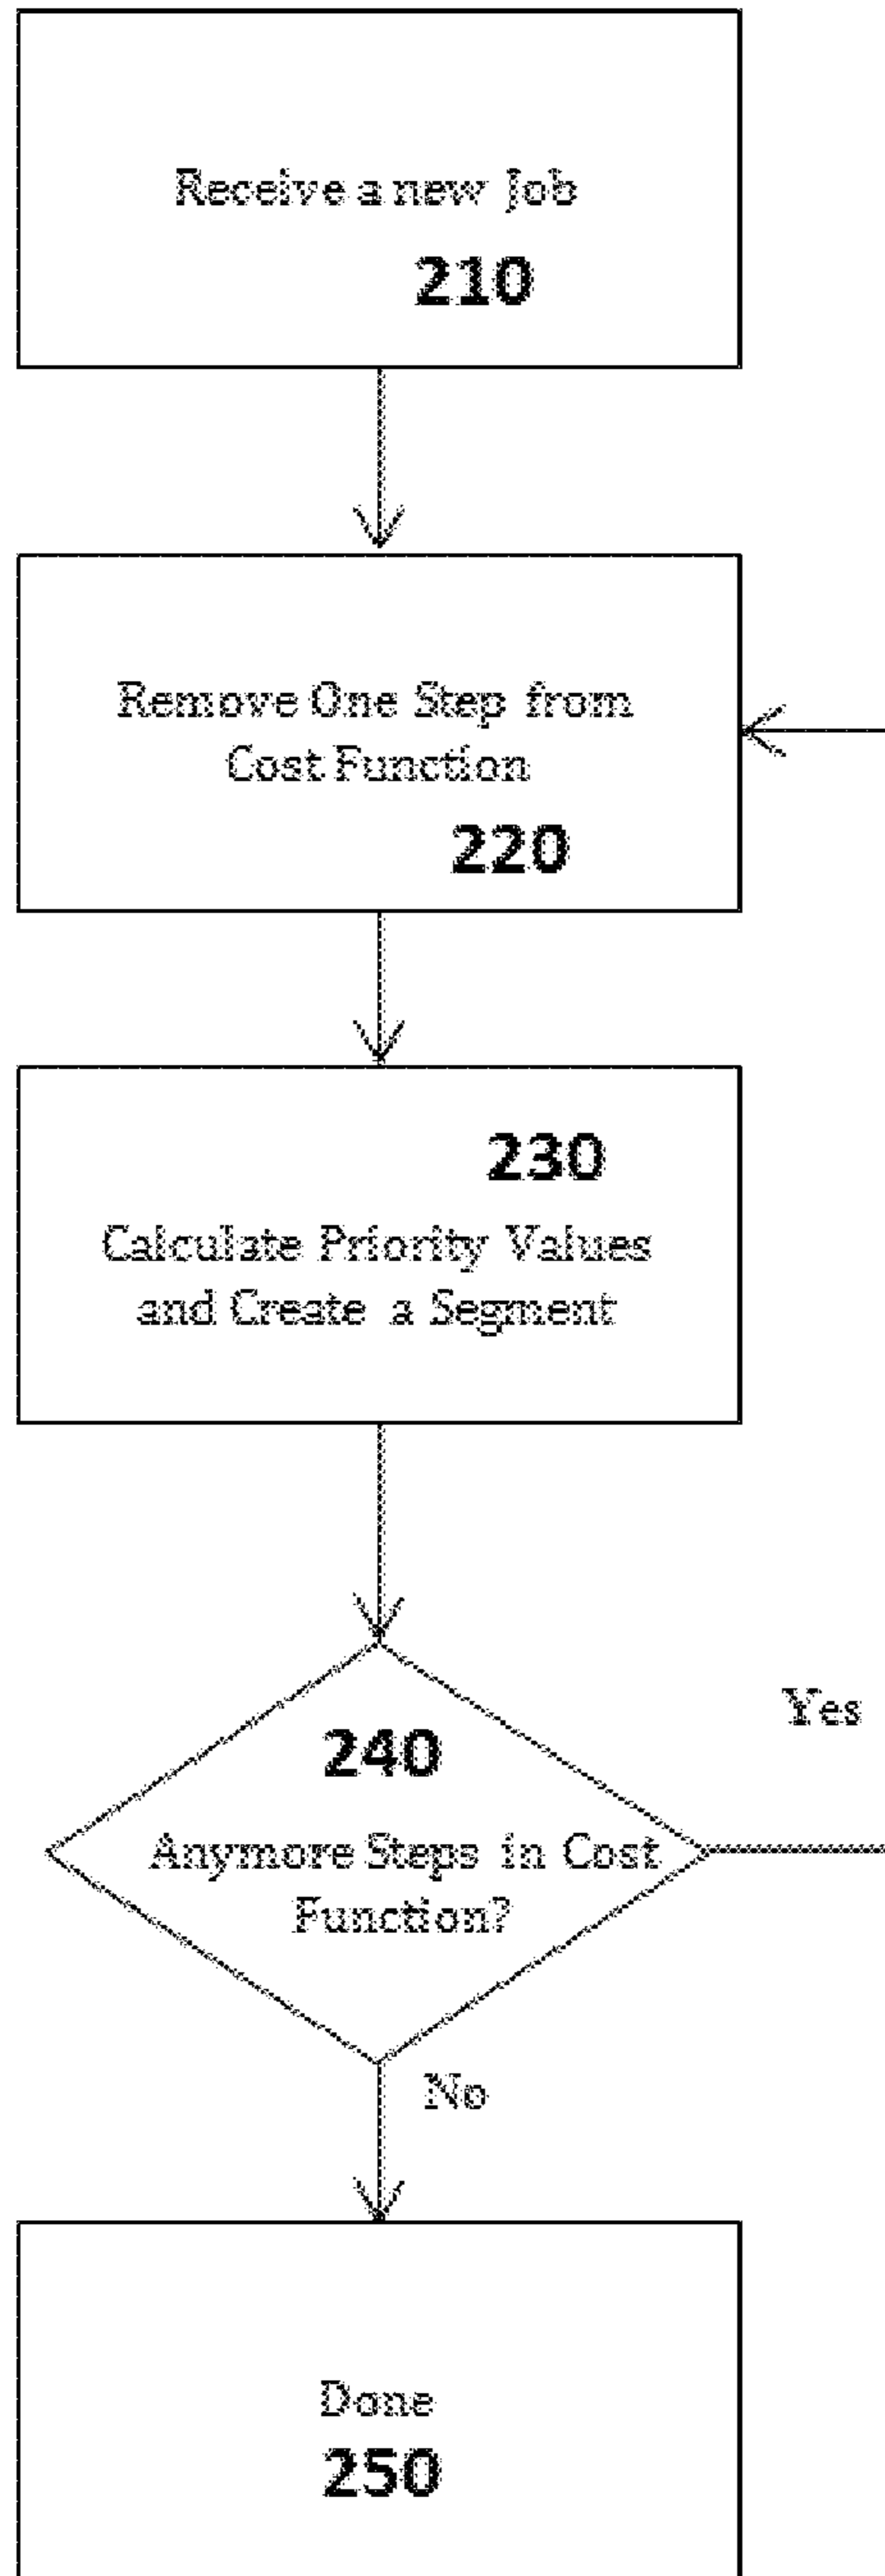 Receive a new Job
210
Remove One Step from
Cost Function
220
230
Calculate Priority Values
and Create a Segment
Yes
240
Anymore Steps in Cost
Function?
No
Done
250